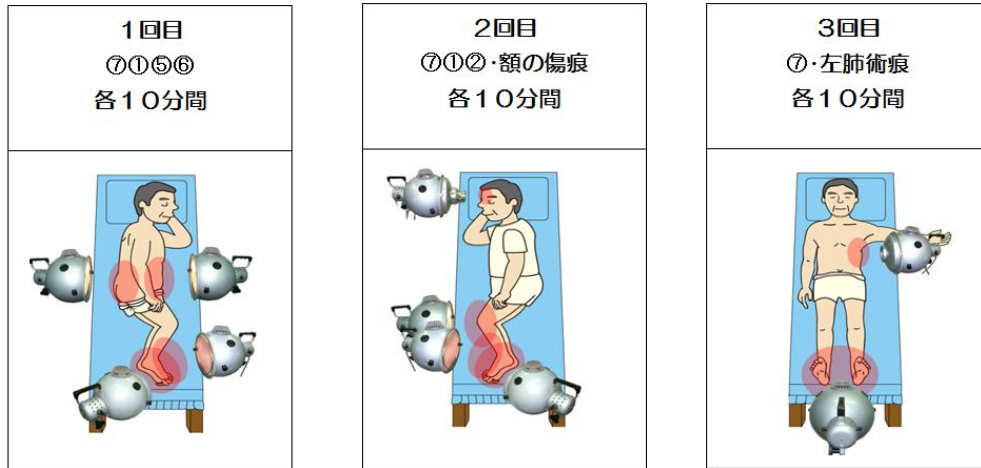 1回目
⑦①⑤⑥
各10分間
2回目
⑦①②・額の傷痕
各10分間
3回目
⑦・左肺術痕
各10分間